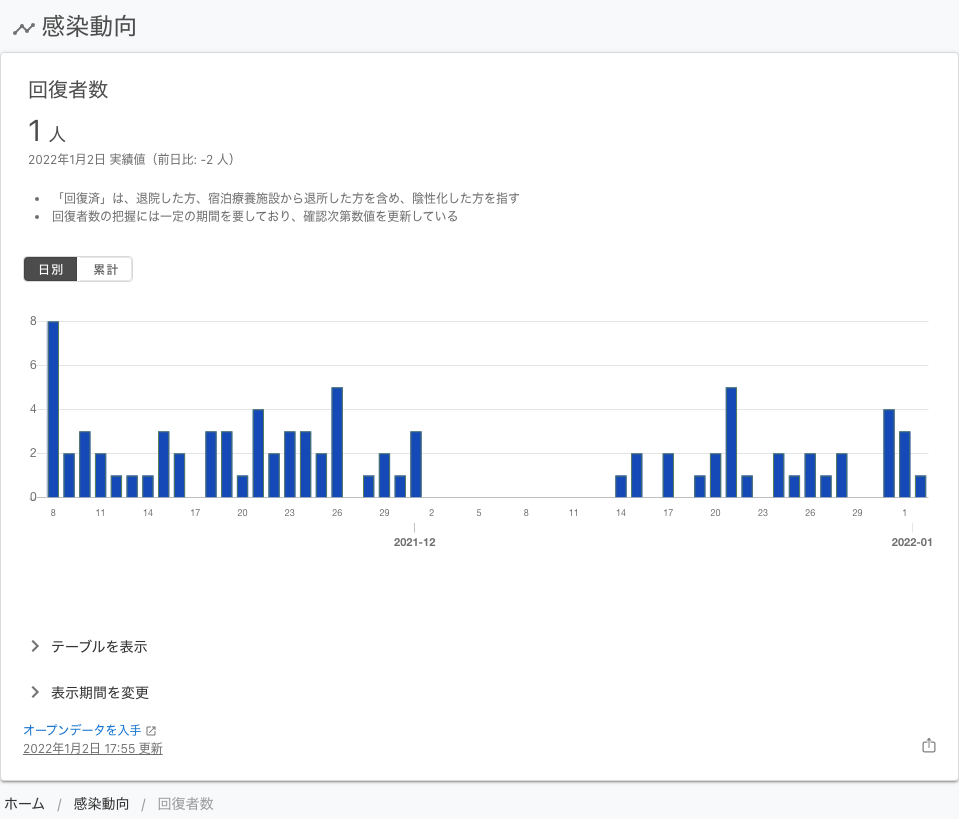 感染動向
回復者数
1 人
2022年1月2日 実績値（前日比: -2 人）
• 「回復済」は、退院した方、宿泊療養施設から退所した方を含め、陰性化した方を指す
• 回復者数の把握には一定の期間を要しており、確認次第数値を更新している
日別 累計
8
6
4
2
0
8 11 14 17 20 23 26 29 2 5 8 11 14 17 20 23 26 29 1
2021-12 2022-01
テーブルを表示
表示期間を変更
オープンデータを入手
2022年1月2日 17:55 更新
ホーム / 感染動向 / 回復者数